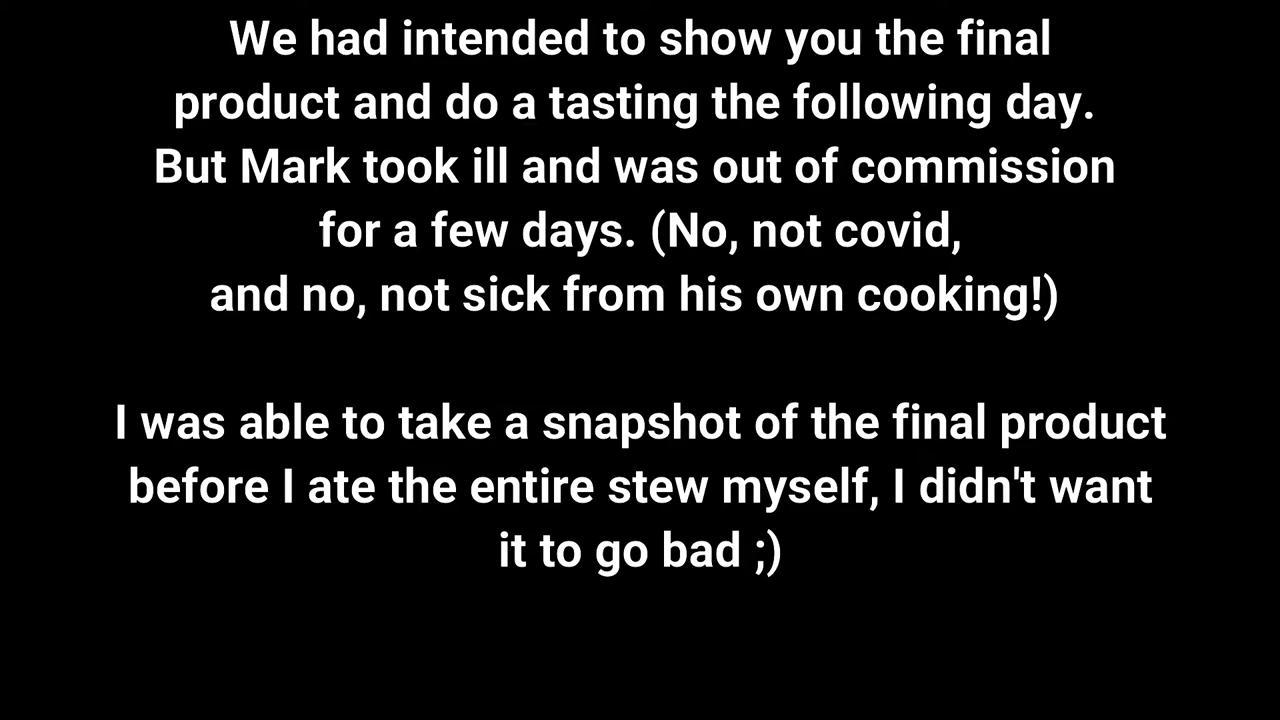 We had intended to show you the final
product and do a tasting the following day.
But Mark took ill and was out of commission
for a few days. (No, not covid,
and no, not sick from his own cooking!)
I was able to take a snapshot of the final product
before I ate the entire stew myself, I didn't want
it to go bad ;)